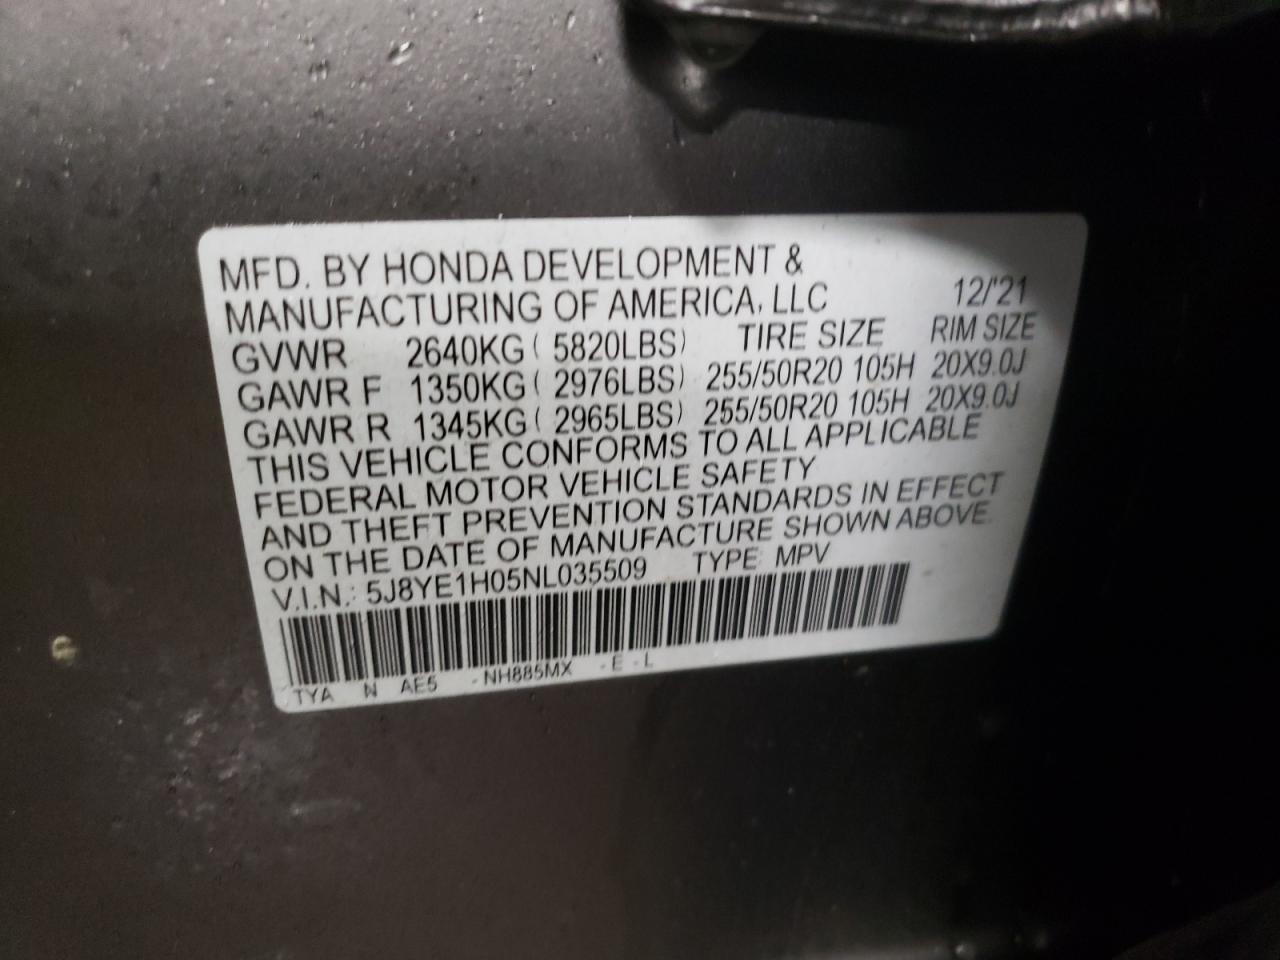 MFD. BY HONDA DEVELOPMENT &
MANUFACTURING OF AMERICA, LLC 12/'21
GVWR 2640KG ( 5820LBS) TIRE SIZE RIM SIZE
GAWR F 1350KG ( 2976LBS) 255/50R20 105H 20X9.0J
GAWR R 1345KG ( 2965LBS) 255/50R20 105H 20X9.0J
THIS VEHICLE CONFORMS TO ALL APPLICABLE
FEDERAL MOTOR VEHICLE SAFETY
AND THEFT PREVENTION STANDARDS IN EFFECT
ON THE DATE OF MANUFACTURE SHOWN ABOVE.
V.I.N.: 5J8YE1H05NL035509 TYPE: MPV
TYA N AE5 -NH885MX -E -L